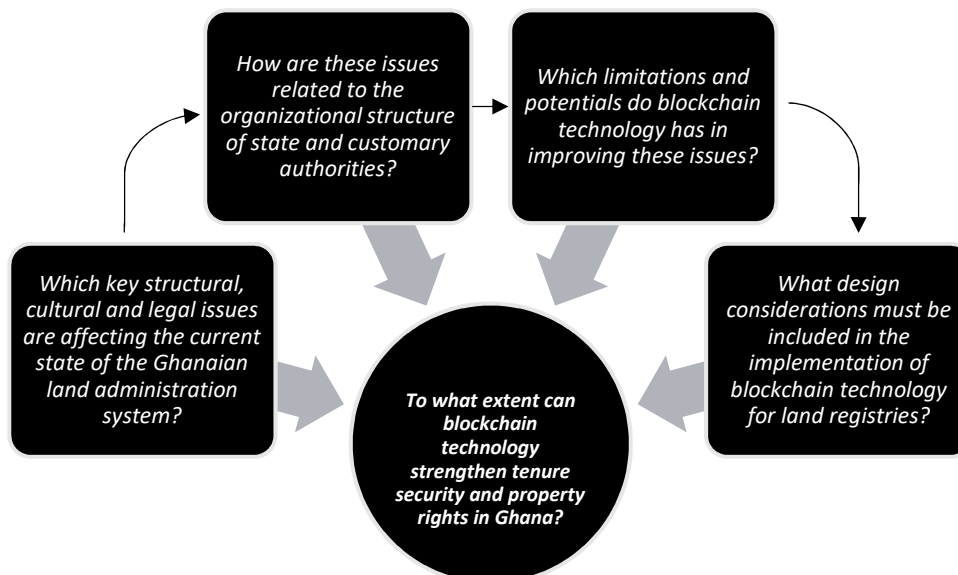 Which key structural,
cultural and legal issues
are affecting the current
state of the Ghanaian
land administration
system?
How are these issues
related to the
organizational structure
of state and customary
authorities?
Which limitations and
potentials do blockchain
technology has in
improving these issues?
What design
considerations must be
included in the
implementation of
blockchain technology
for land registries?
To what extent can
blockchain
technology
strengthen tenure
security and property
rights in Ghana?